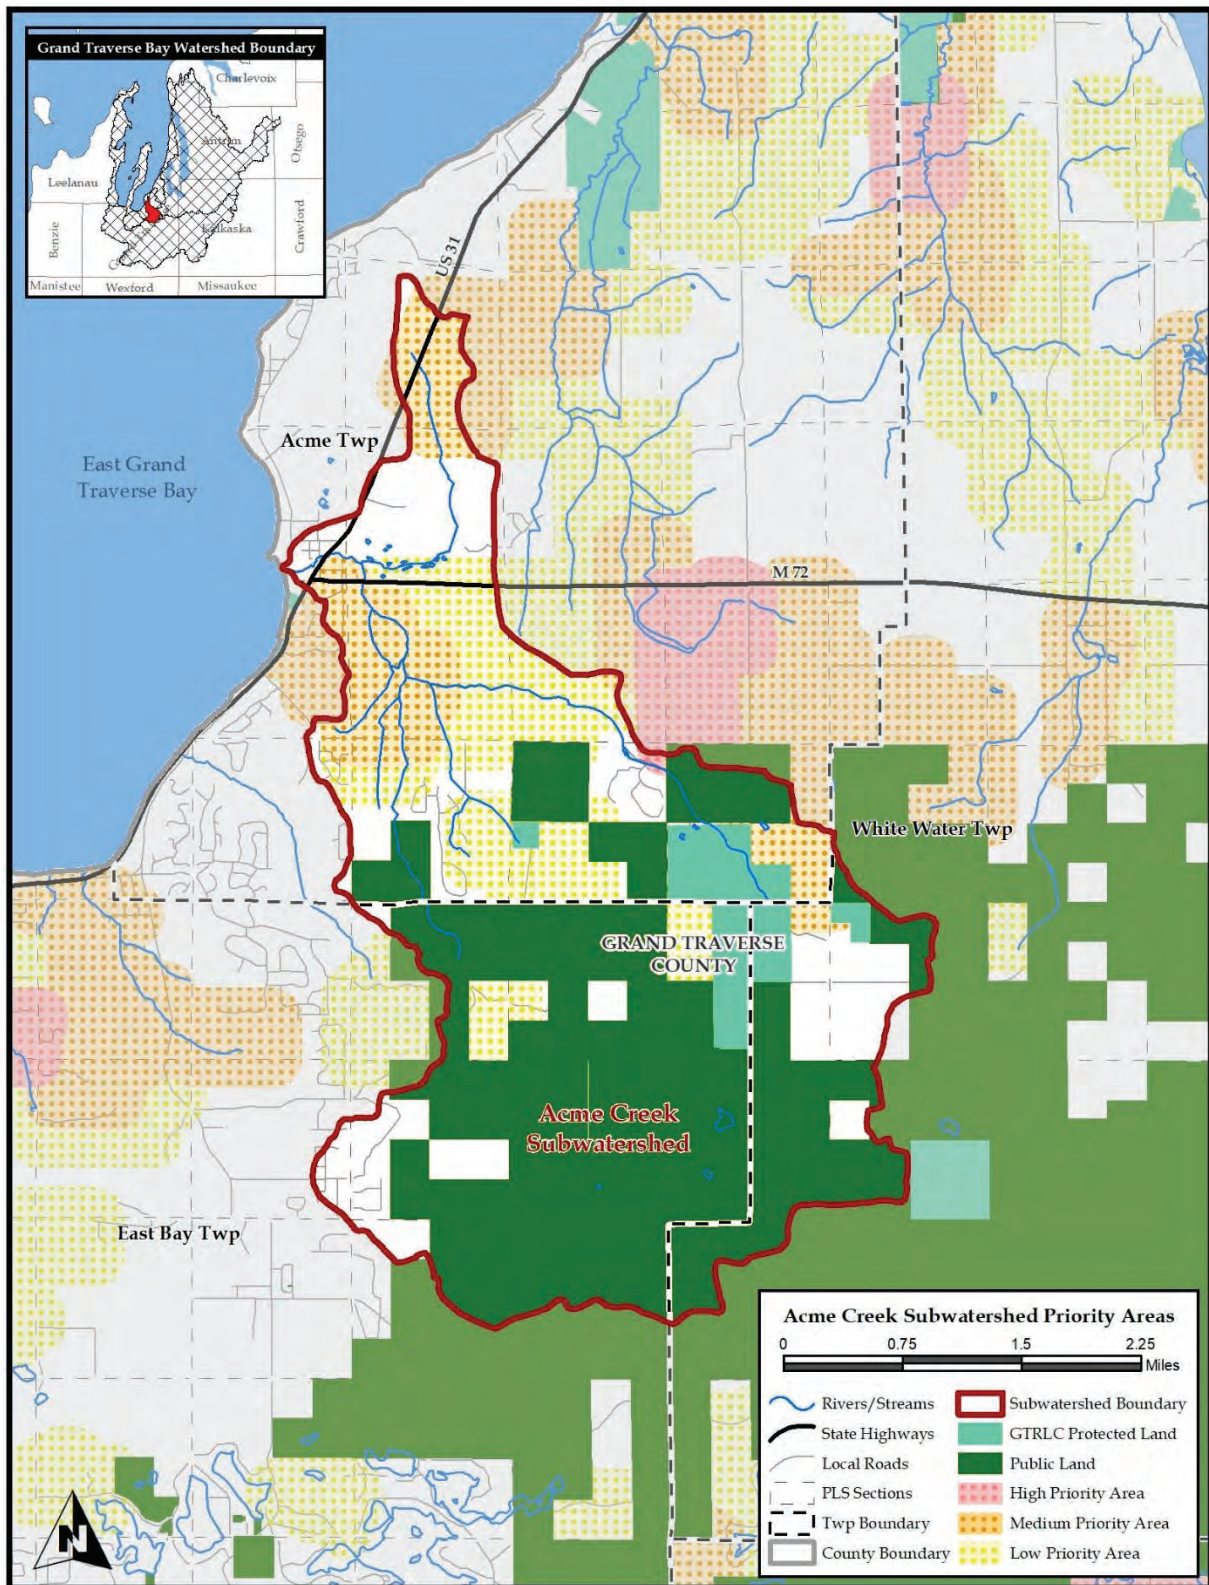 Grand Traverse Bay Watershed Boundary
Charlevoix
Antrim
Otsego
Leelanau
Benzie
Kalkaska
Crawford
Manistee
Wexford
Missaukee
US 31
Acme Twp
East Grand
Traverse Bay
M 72
White Water Twp
GRAND TRAVERSE
COUNTY
Acme Creek
Subwatershed
East Bay Twp
Acme Creek Subwatershed Priority Areas
0 0.75 1.5 2.25
Miles
Rivers/Streams
State Highways
Local Roads
PLS Sections
Twp Boundary
County Boundary
Subwatershed Boundary
GTRLC Protected Land
Public Land
High Priority Area
Medium Priority Area
Low Priority Area
N